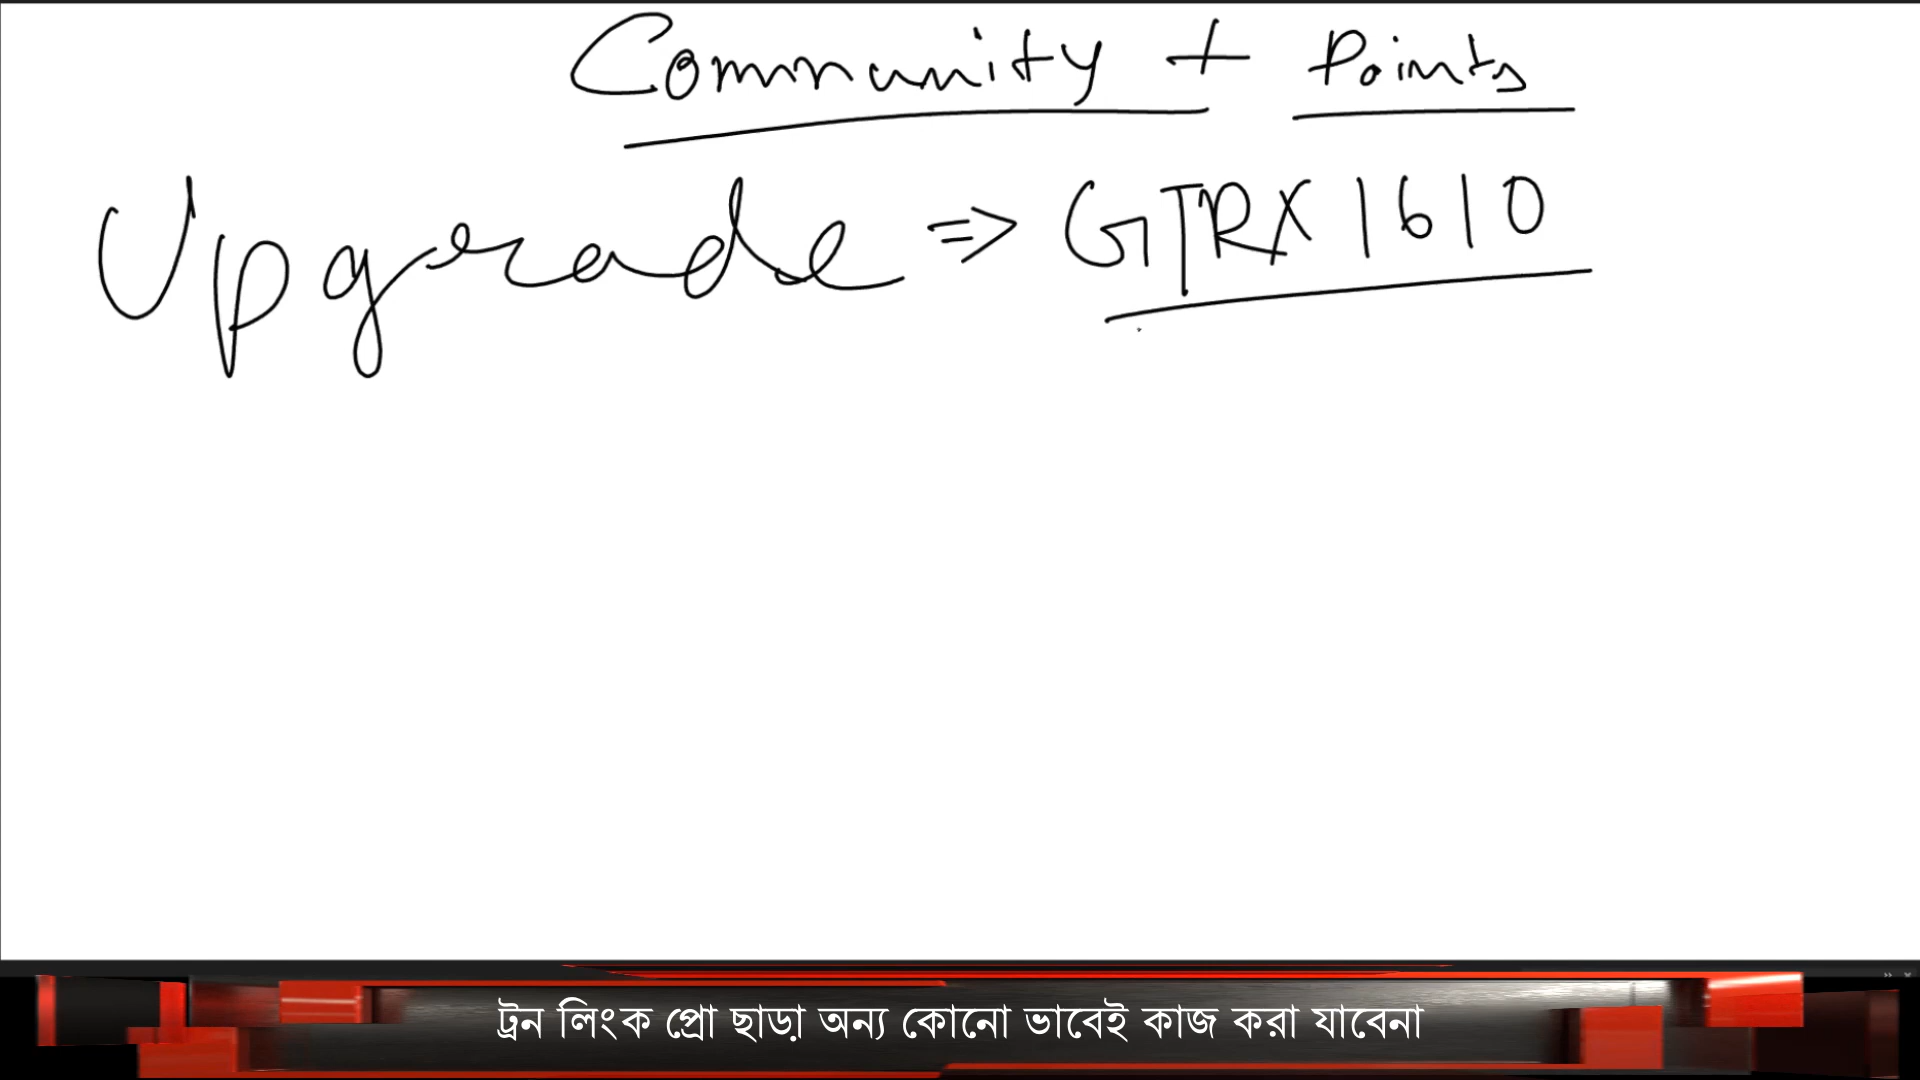 Community + Points
Upgrade => GTRX 1610
ট্রন লিংক প্রো ছাড়া অন্য কোনো ভাবেই কাজ করা যাবেনা